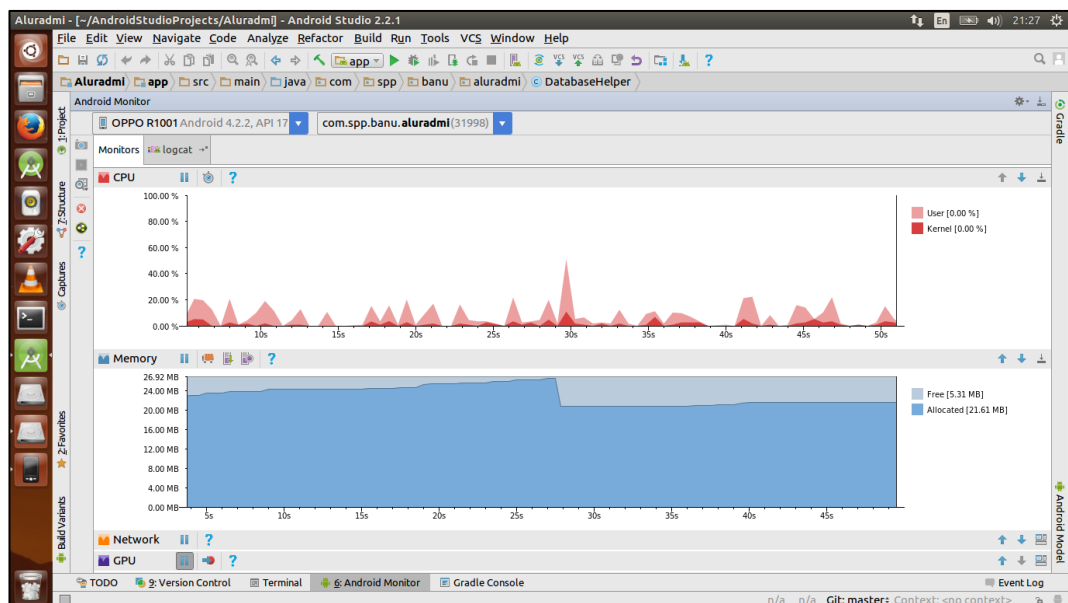 Aluradmi - [~/AndroidStudioProjects/Aluradmi] - Android Studio 2.2.1
En
21:27
File Edit View Navigate Code Analyze Refactor Build Run Tools VCS Window Help
app
VCS VCS
Aluradmi app src main java com spp banu aluradmi DatabaseHelper
Android Monitor
OPPO R1001 Android 4.2.2, API 17
com.spp.banu.aluradmi (31998)
Monitors logcat
1: Project
7: Structure
Captures
2: Favorites
Build Variants
Gradle
Android Model
CPU
100.00 %
80.00 %
60.00 %
40.00 %
20.00 %
0.00 %
10s 15s 20s 25s 30s 35s 40s 45s 50s
User [0.00 %]
Kernel [0.00 %]
Memory
26.92 MB
24.00 MB
20.00 MB
16.00 MB
12.00 MB
8.00 MB
4.00 MB
0.00 MB
5s 10s 15s 20s 25s 30s 35s 40s 45s
Free [5.31 MB]
Allocated [21.61 MB]
Network
GPU
TODO 9: Version Control Terminal 6: Android Monitor Gradle Console Event Log
n/a n/a Git: master Context: <no context>